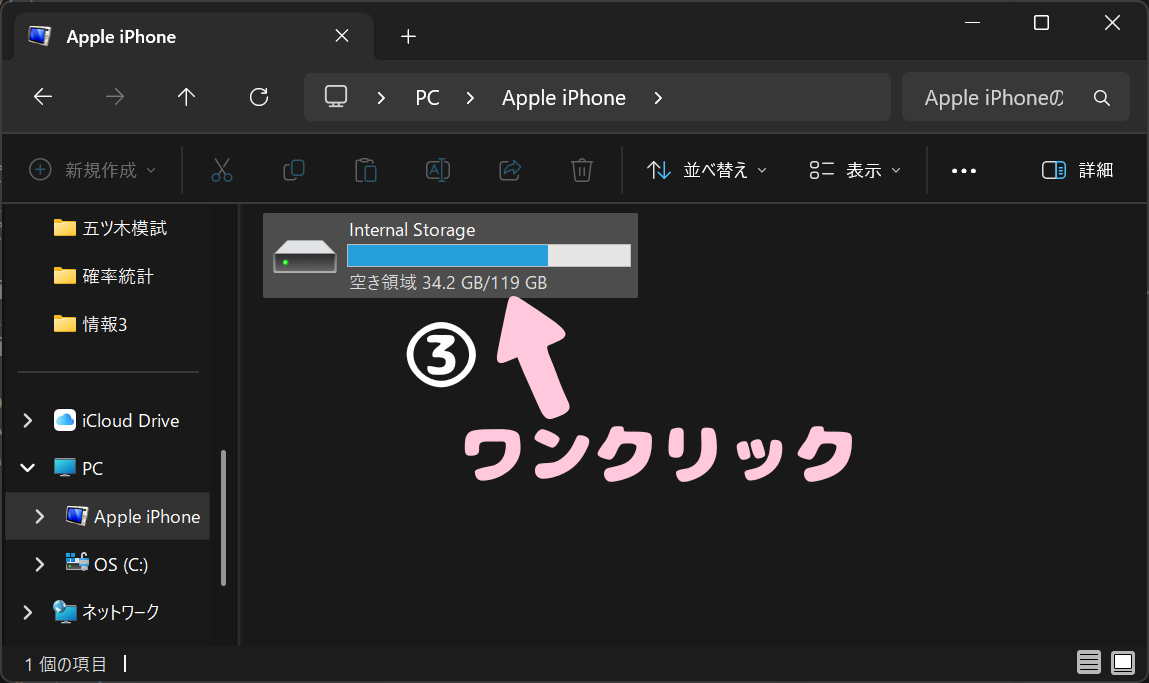 Apple iPhone
PC Apple iPhone Apple iPhoneの
新規作成 並べ替え 表示 詳細
五ツ木模試
確率統計
情報3
iCloud Drive
PC
Apple iPhone
OS (C:)
ネットワーク
Internal Storage
空き領域 34.2 GB/119 GB
③
ワンクリック
1 個の項目